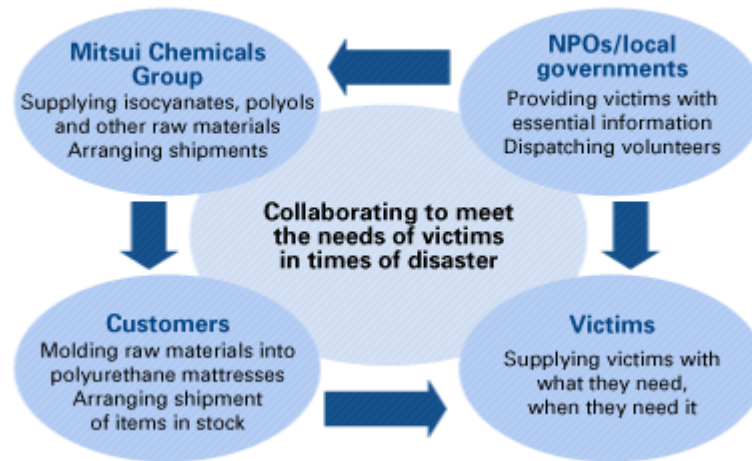 Mitsui Chemicals
Group
Supplying isocyanates, polyols
and other raw materials
Arranging shipments
NPOs/local
governments
Providing victims with
essential information
Dispatching volunteers
Collaborating to meet
the needs of victims
in times of disaster
Customers
Molding raw materials into
polyurethane mattresses
Arranging shipment
of items in stock
Victims
Supplying victims with
what they need,
when they need it